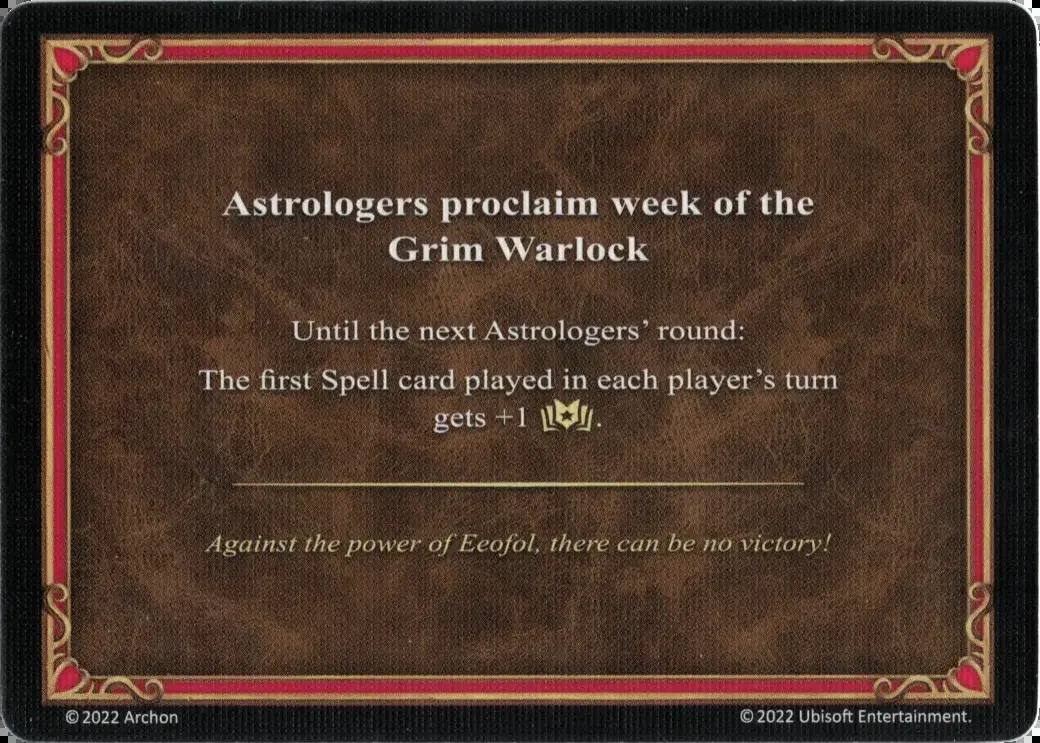 Astrologers proclaim week of the
Grim Warlock
Until the next Astrologers’ round:
The first Spell card played in each player’s turn
gets +1 .
Against the power of Eeofol, there can be no victory!
© 2022 Archon
© 2022 Ubisoft Entertainment.